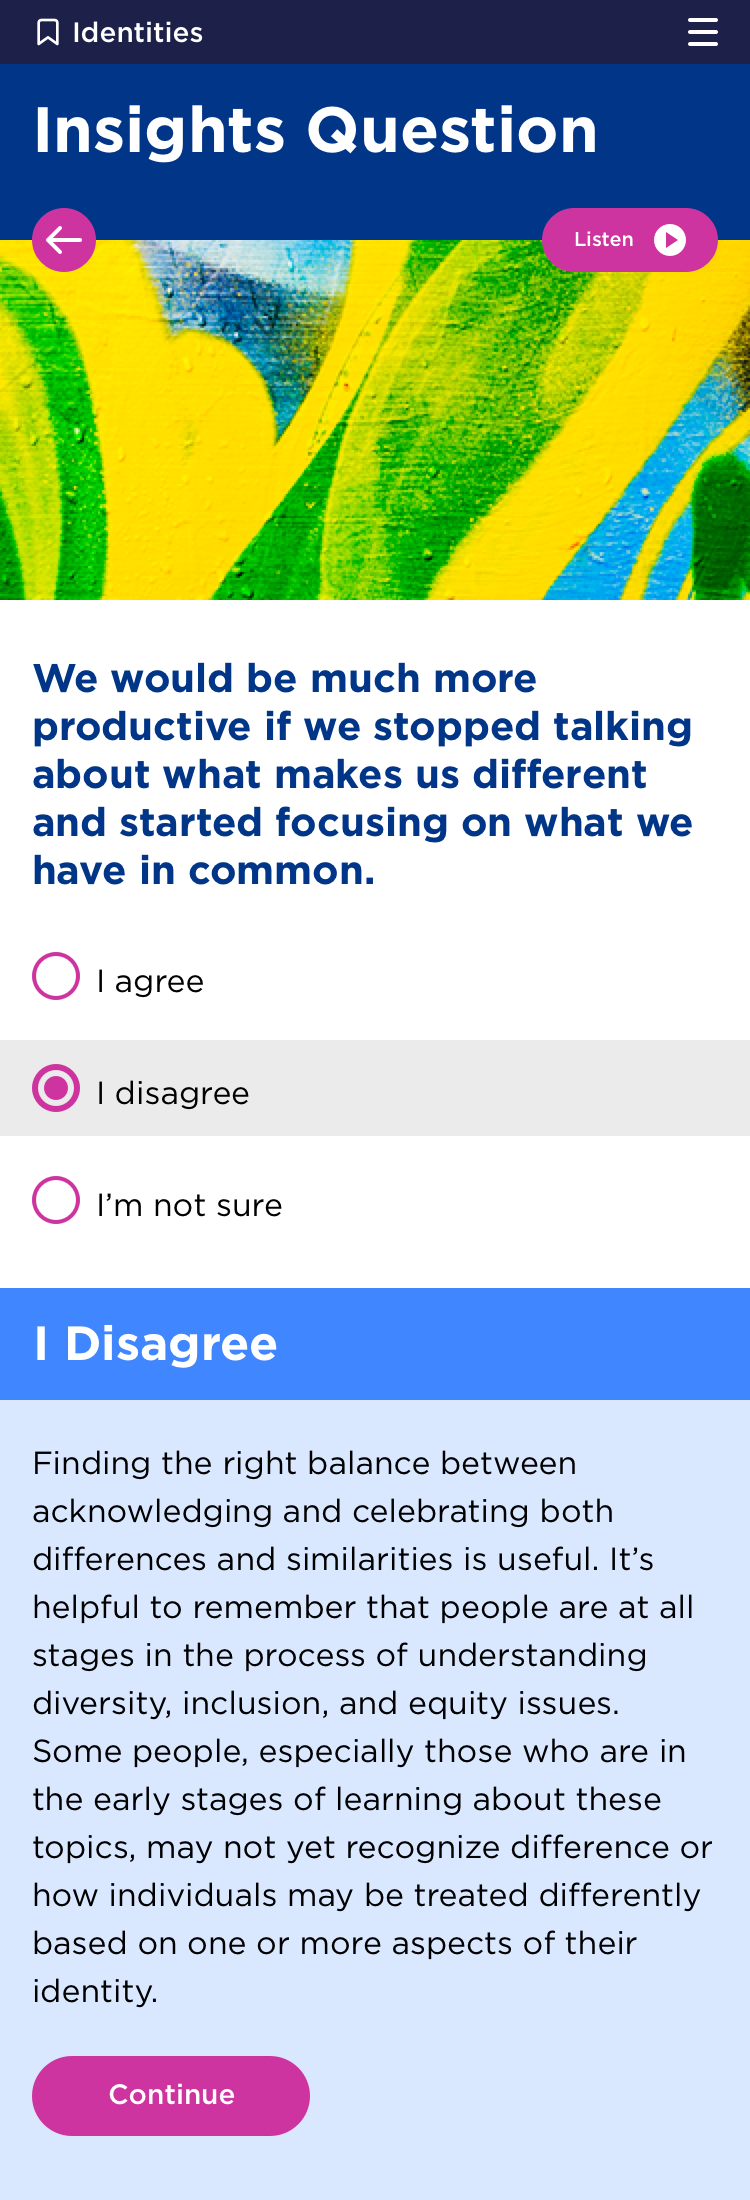 Identities
Insights Question
Listen
We would be much more
productive if we stopped talking
about what makes us different
and started focusing on what we
have in common.
I agree
I disagree
I’m not sure
I Disagree
Finding the right balance between
acknowledging and celebrating both
differences and similarities is useful. It’s
helpful to remember that people are at all
stages in the process of understanding
diversity, inclusion, and equity issues.
Some people, especially those who are in
the early stages of learning about these
topics, may not yet recognize difference or
how individuals may be treated differently
based on one or more aspects of their
identity.
Continue